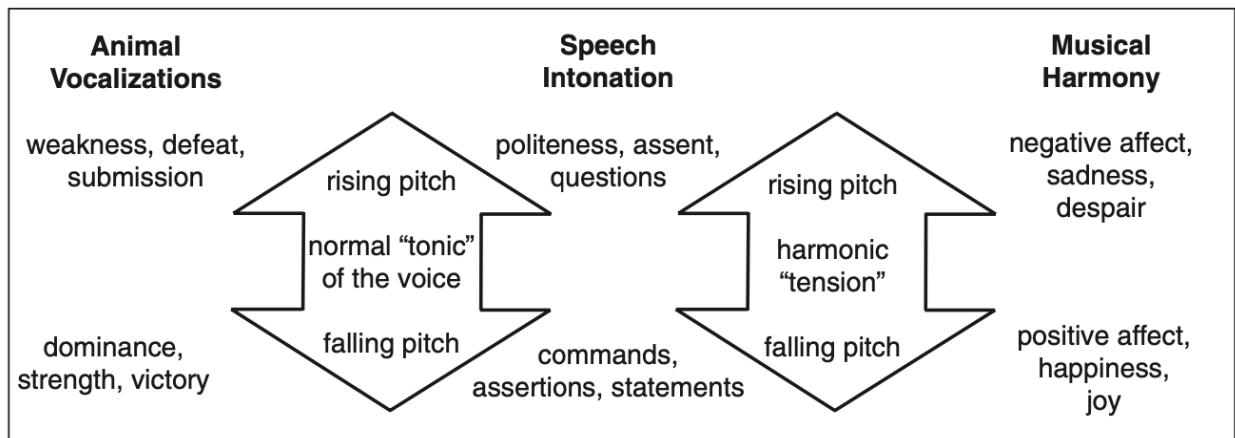 Animal
Vocalizations
Speech
Intonation
Musical
Harmony
weakness, defeat,
submission
rising pitch
politeness, assent,
questions
rising pitch
negative affect,
sadness,
despair
normal “tonic”
of the voice
harmonic
“tension”
dominance,
strength, victory
falling pitch
commands,
assertions, statements
falling pitch
positive affect,
happiness,
joy